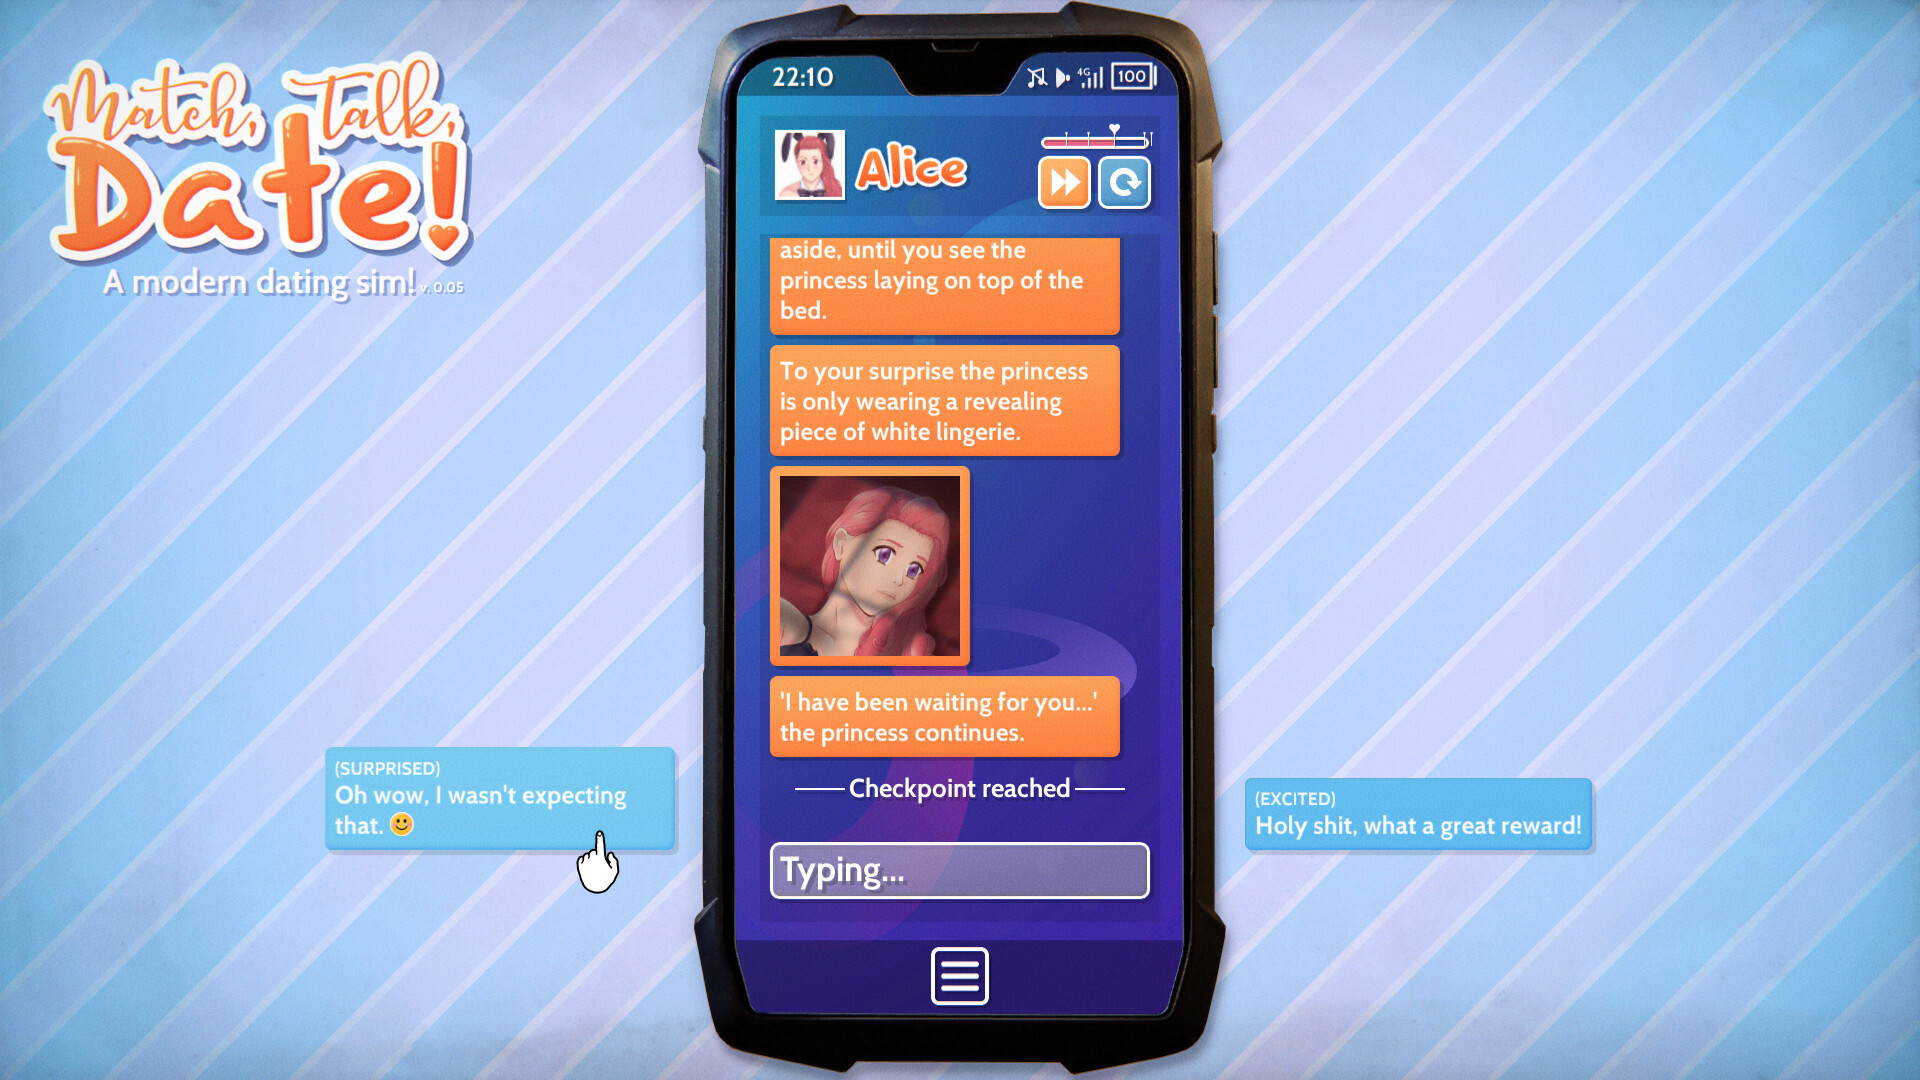 Match, Talk,
Date!
A modern dating sim! v. 0.05
22:10
4G
100
Alice
aside, until you see the
princess laying on top of the
bed.
To your surprise the princess
is only wearing a revealing
piece of white lingerie.
'I have been waiting for you...'
the princess continues.
Checkpoint reached
(SURPRISED)
Oh wow, I wasn't expecting
that. 🙂
(EXCITED)
Holy shit, what a great reward!
Typing...